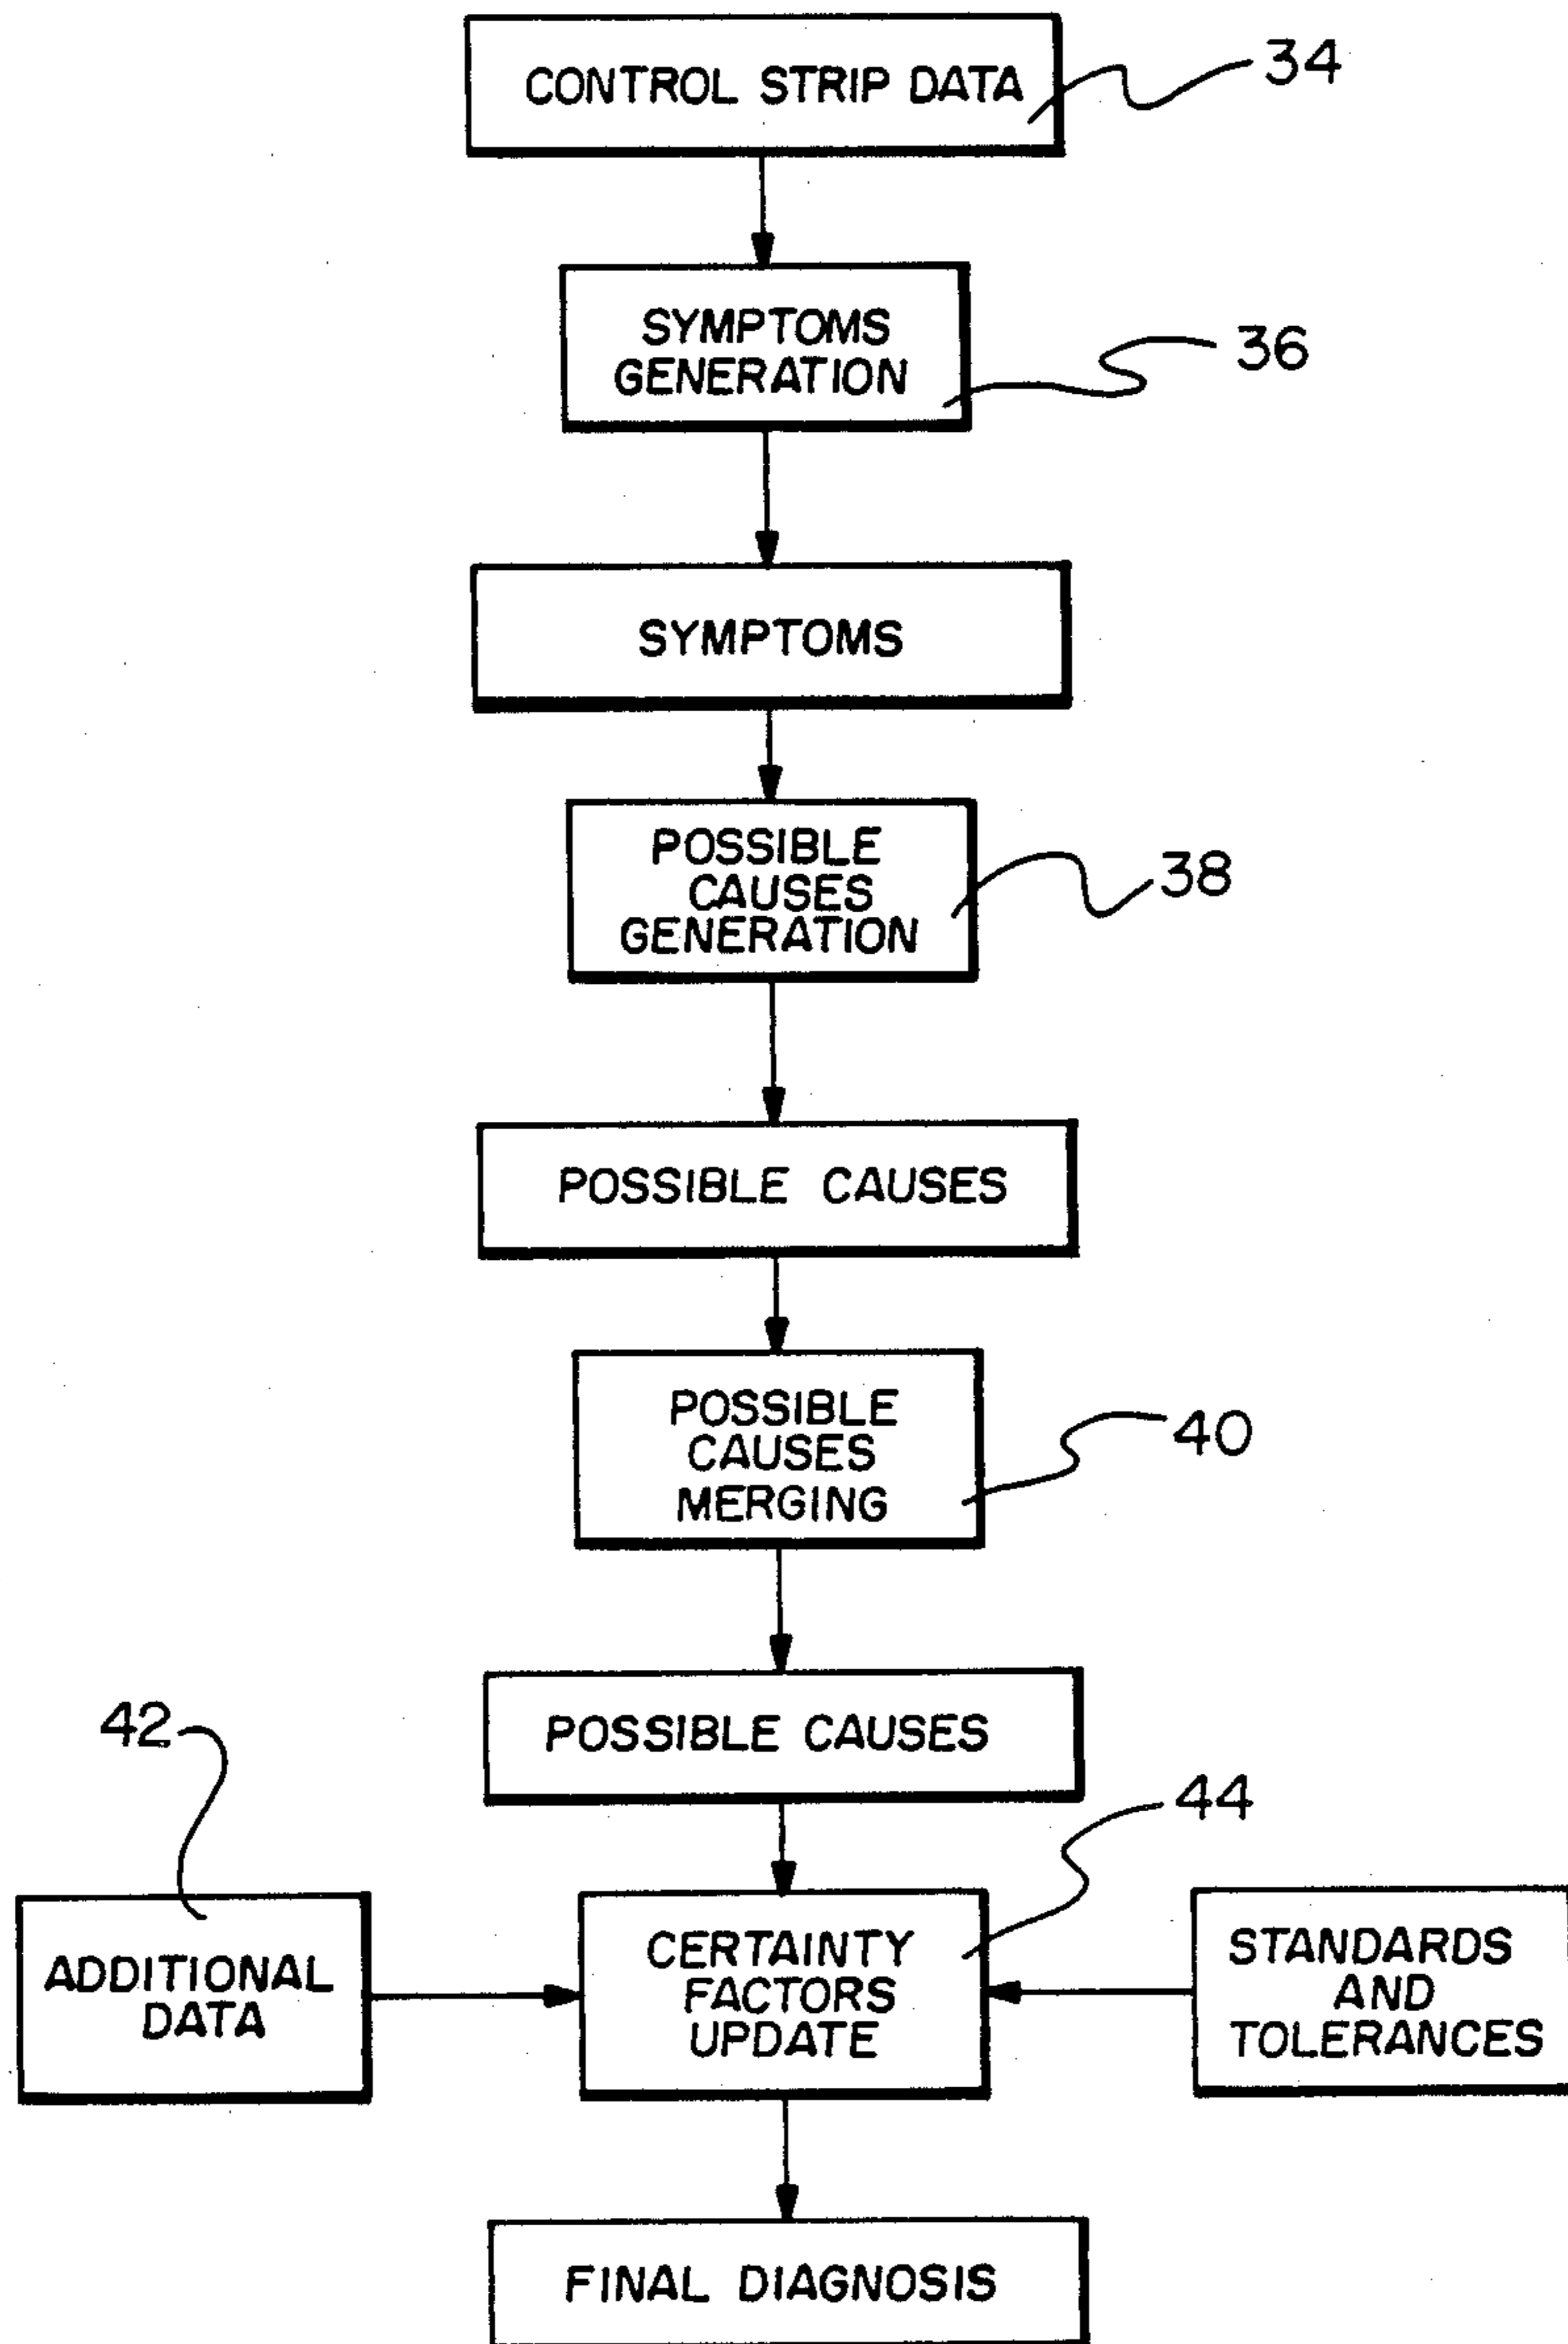 CONTROL STRIP DATA
34
SYMPTOMS
GENERATION
36
SYMPTOMS
POSSIBLE
CAUSES
GENERATION
38
POSSIBLE CAUSES
POSSIBLE
CAUSES
MERGING
40
POSSIBLE CAUSES
42
44
ADDITIONAL
DATA
CERTAINTY
FACTORS
UPDATE
STANDARDS
AND
TOLERANCES
FINAL DIAGNOSIS